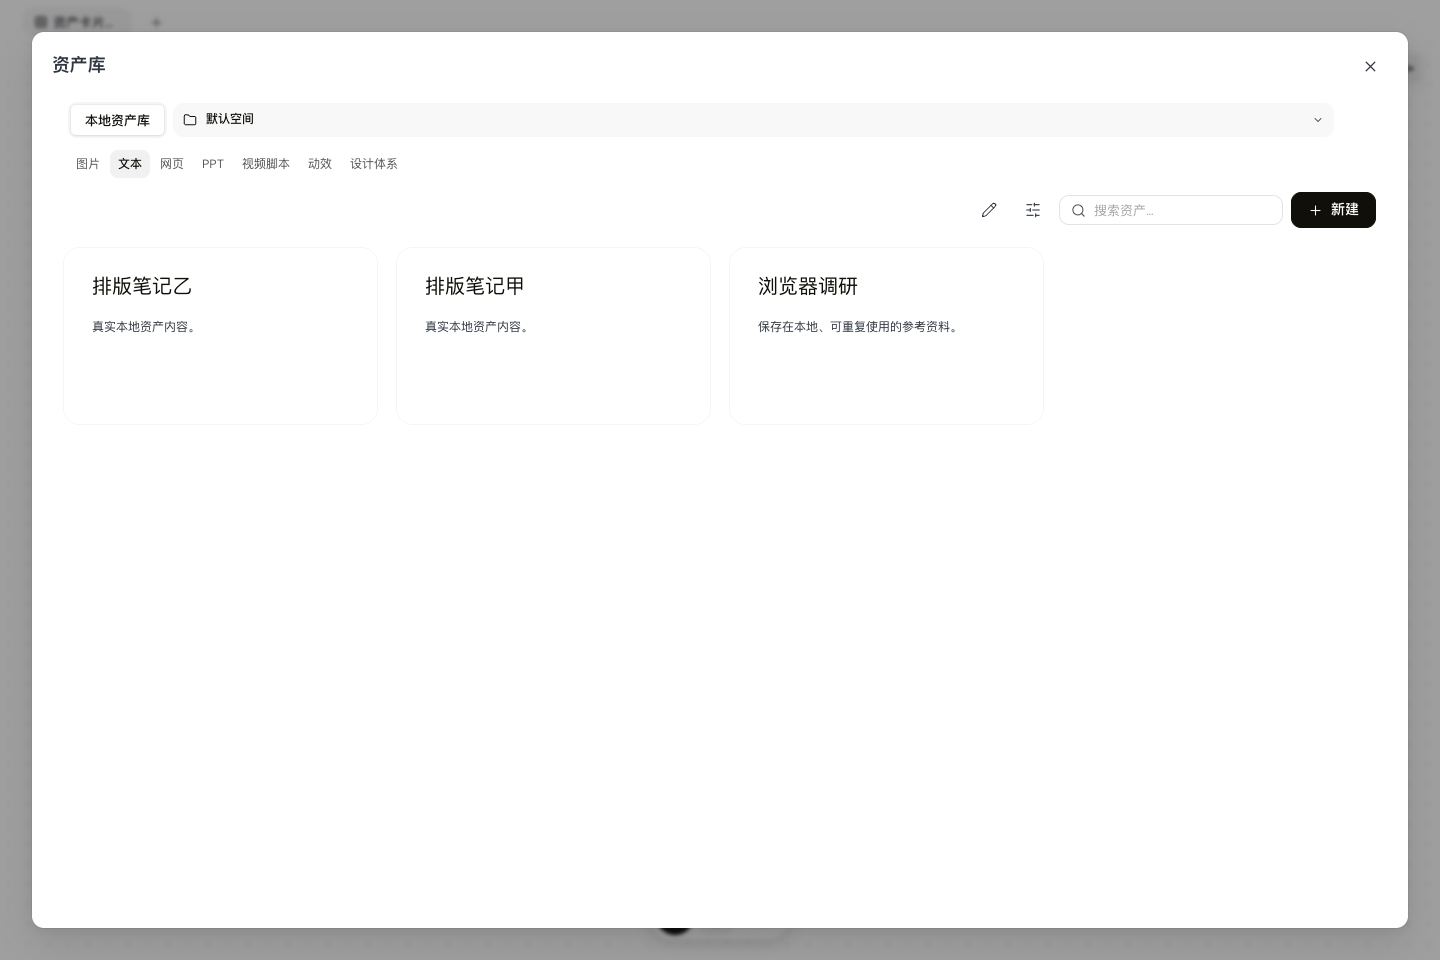 资产卡片...
资产库
本地资产库
默认空间
图片 文本 网页 PPT 视频脚本 动效 设计体系
搜索资产...
新建
排版笔记乙
真实本地资产内容。
排版笔记甲
真实本地资产内容。
浏览器调研
保存在本地、可重复使用的参考资料。